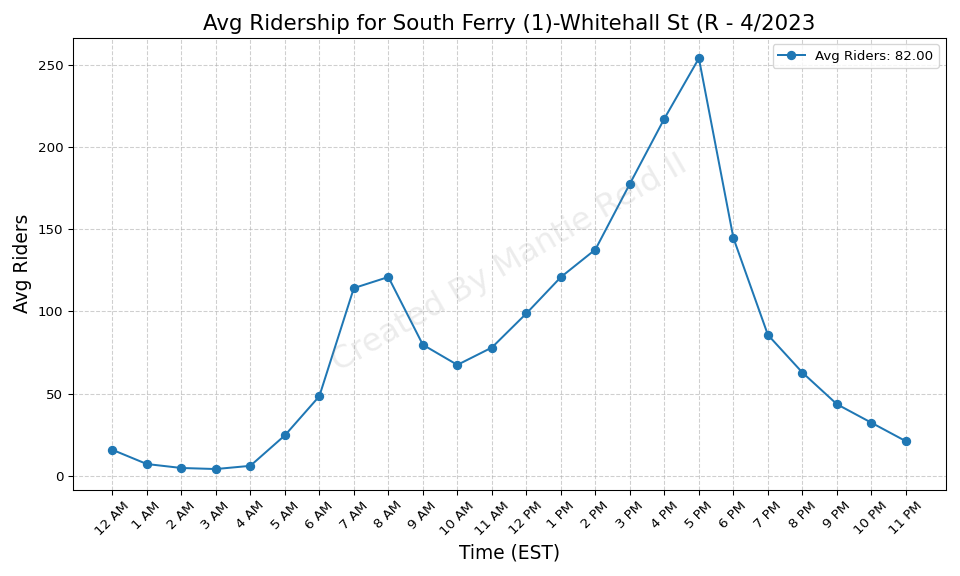 Avg Ridership for South Ferry (1)-Whitehall St (R - 4/2023
Avg Riders: 82.00
250
200
150
100
50
0
Avg Riders
Created By Mantle Reid II
12 AM
1 AM
2 AM
3 AM
4 AM
5 AM
6 AM
7 AM
8 AM
9 AM
10 AM
11 AM
12 PM
1 PM
2 PM
3 PM
4 PM
5 PM
6 PM
7 PM
8 PM
9 PM
10 PM
11 PM
Time (EST)